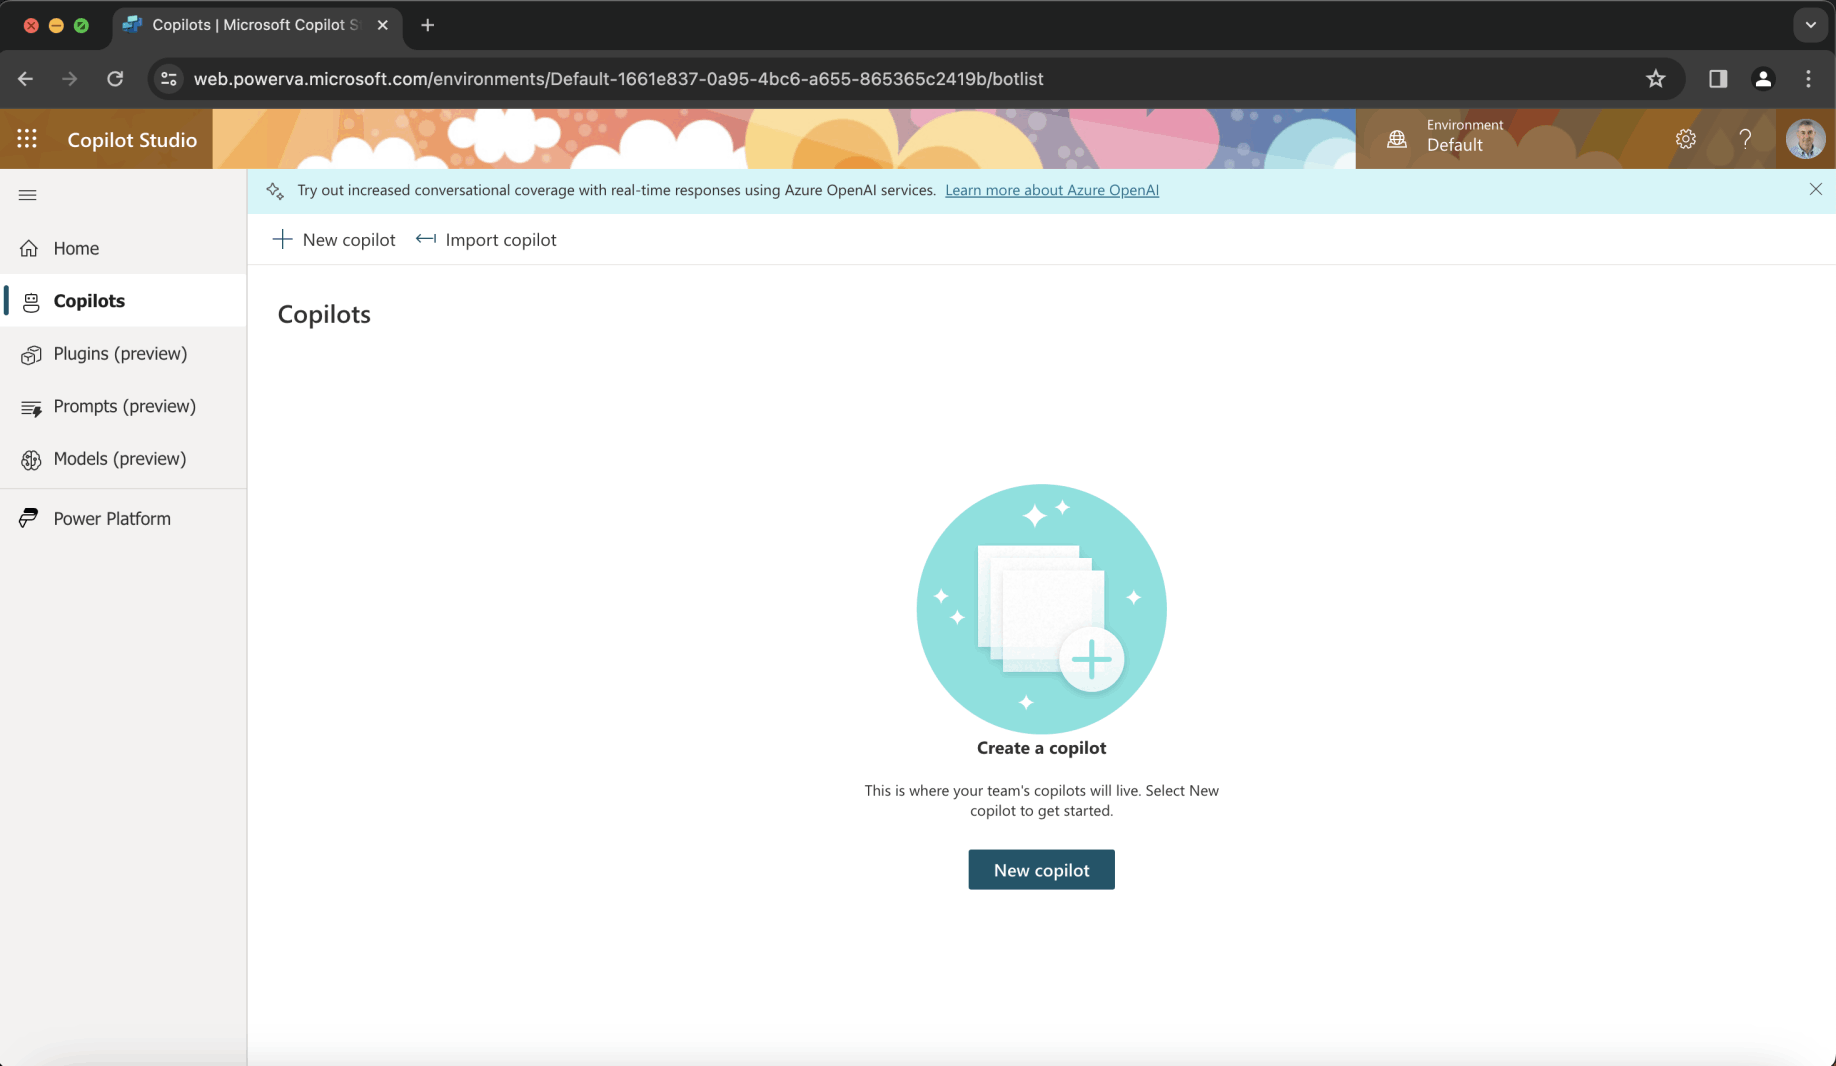 Copilots | Microsoft Copilot S
web.powerva.microsoft.com/environments/Default-1661e837-0a95-4bc6-a655-865365c2419b/botlist
Copilot Studio
Environment
Default
Try out increased conversational coverage with real-time responses using Azure OpenAI services. Learn more about Azure OpenAI
New copilot
Import copilot
Home
Copilots
Plugins (preview)
Prompts (preview)
Models (preview)
Power Platform
Copilots
Create a copilot
This is where your team's copilots will live. Select New
copilot to get started.
New copilot